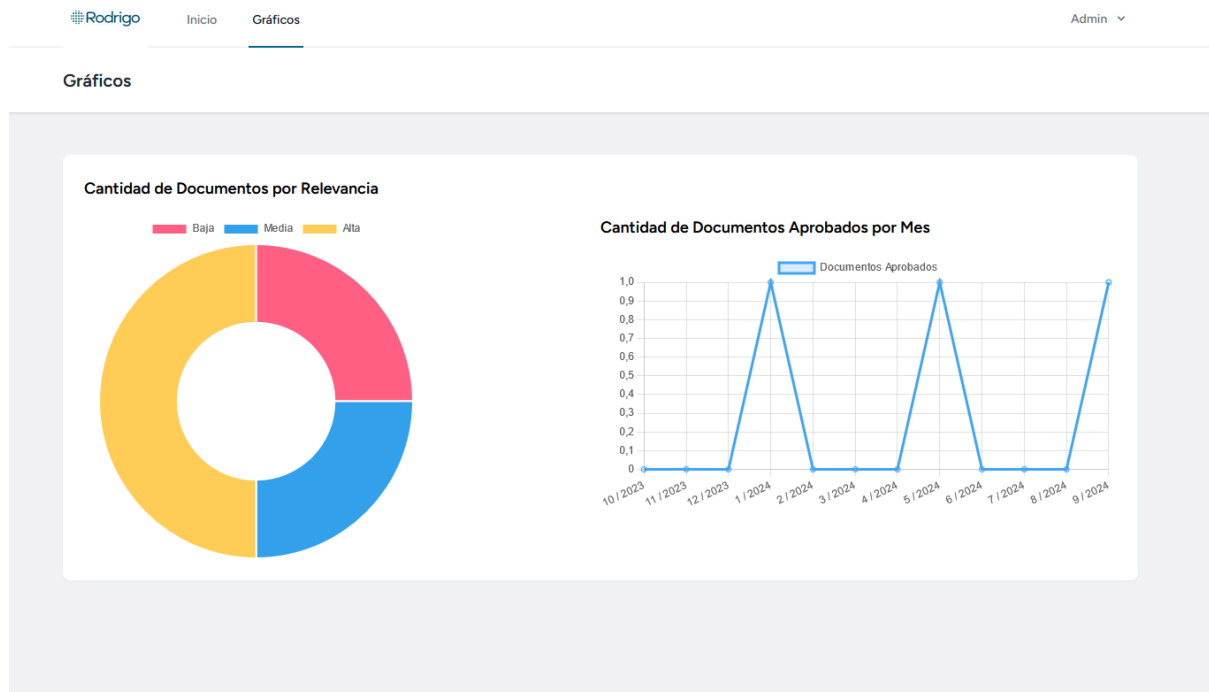 Rodrigo Inicio Gráficos Admin
Gráficos
Cantidad de Documentos por Relevancia
Baja Media Alta
Cantidad de Documentos Aprobados por Mes
Documentos Aprobados
1,0
0,9
0,8
0,7
0,6
0,5
0,4
0,3
0,2
0,1
0
10 / 2023 11 / 2023 12 / 2023 1 / 2024 2 / 2024 3 / 2024 4 / 2024 5 / 2024 6 / 2024 7 / 2024 8 / 2024 9 / 2024